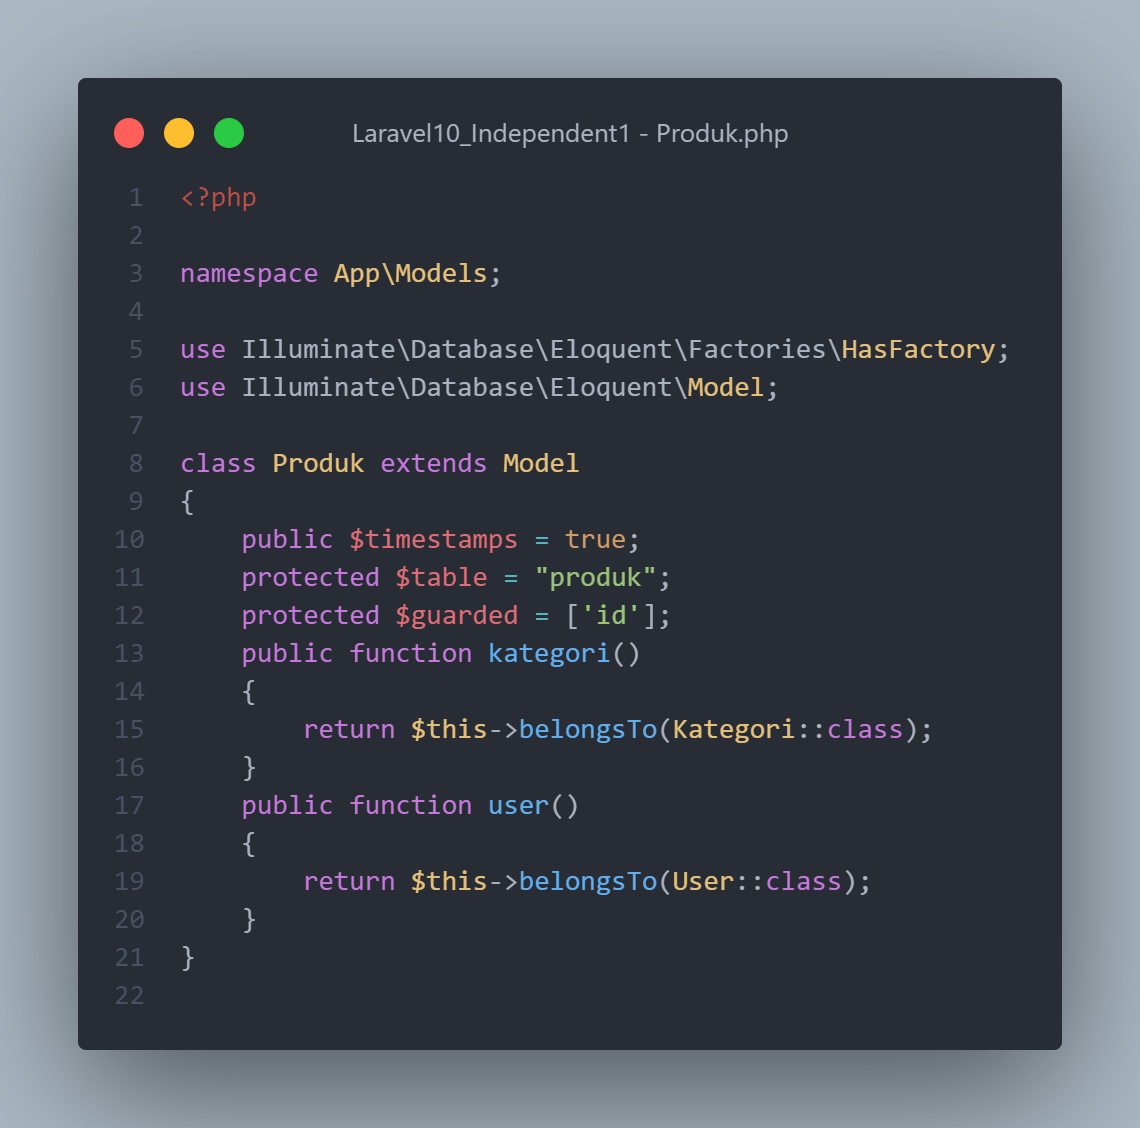 Laravel10_Independent1 - Produk.php
1 <?php
2
3 namespace App\Models;
4
5 use Illuminate\Database\Eloquent\Factories\HasFactory;
6 use Illuminate\Database\Eloquent\Model;
7
8 class Produk extends Model
9 {
10     public $timestamps = true;
11     protected $table = "produk";
12     protected $guarded = ['id'];
13     public function kategori()
14     {
15         return $this->belongsTo(Kategori::class);
16     }
17     public function user()
18     {
19         return $this->belongsTo(User::class);
20     }
21 }
22